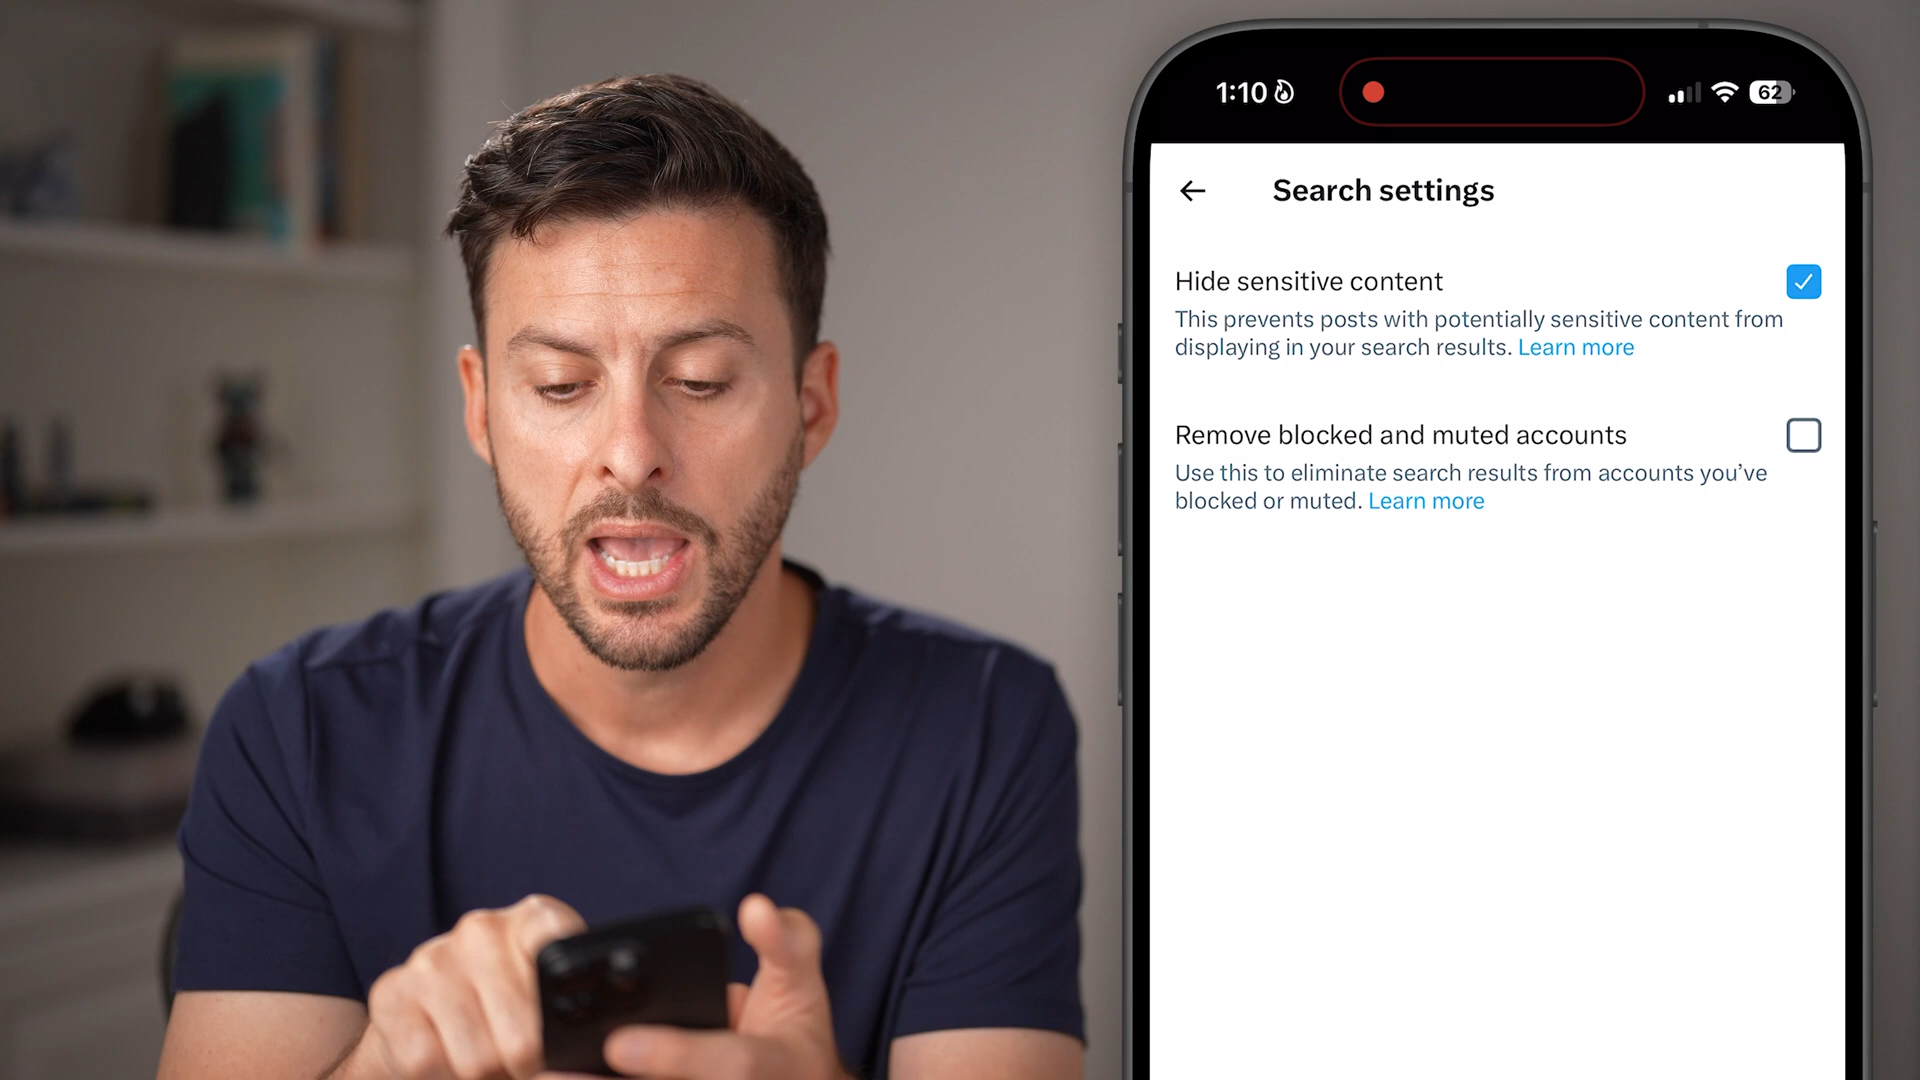 1:10
62
Search settings
Hide sensitive content
This prevents posts with potentially sensitive content from
displaying in your search results. Learn more
Remove blocked and muted accounts
Use this to eliminate search results from accounts you’ve
blocked or muted. Learn more